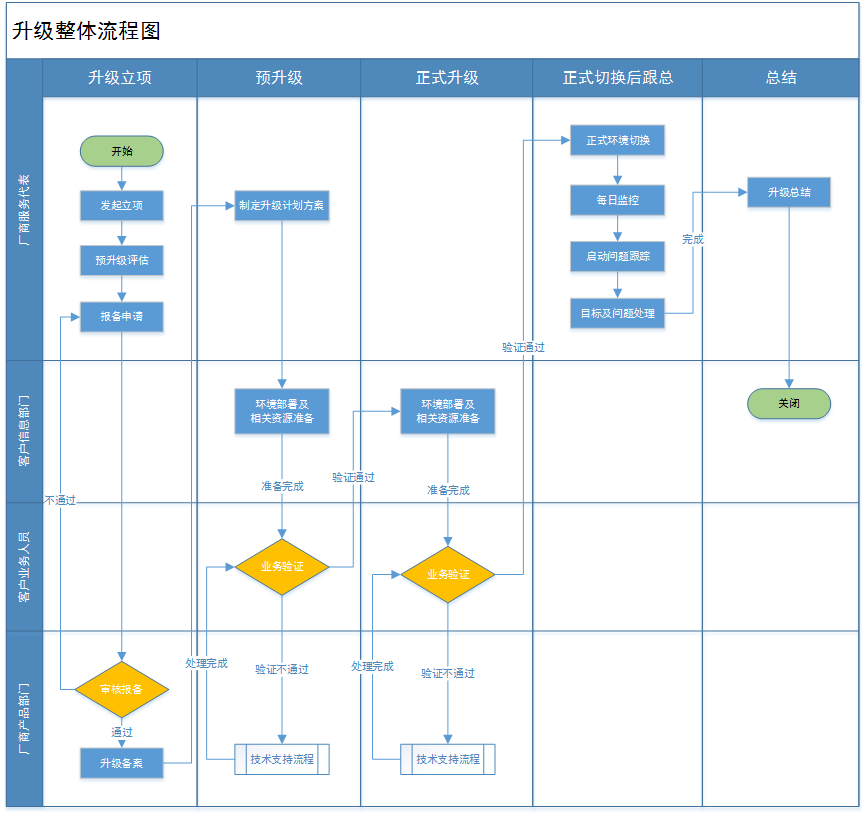 升级整体流程图
升级立项
预升级
正式升级
正式切换后跟总
总结
厂商服务代表
开始
发起立项
预升级评估
报备申请
制定升级计划方案
正式环境切换
每日监控
启动问题跟踪
目标及问题处理
完成
升级总结
验证通过
客户信息部门
环境部署及
相关资源准备
环境部署及
相关资源准备
关闭
准备完成
验证通过
准备完成
不通过
客户业务人员
业务验证
业务验证
厂商产品部门
处理完成
验证不通过
处理完成
验证不通过
审核报备
通过
升级备案
技术支持流程
技术支持流程